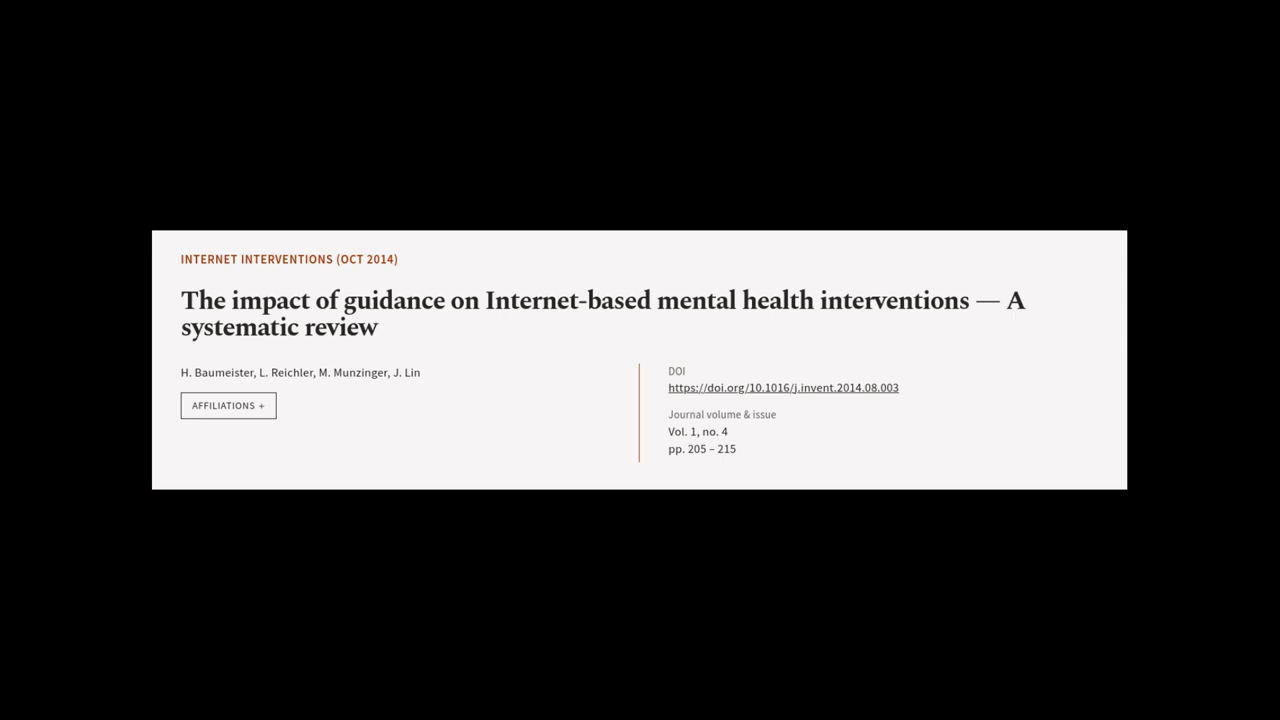 INTERNET INTERVENTIONS (OCT 2014)
The impact of guidance on Internet-based mental health interventions — A
systematic review
H. Baumeister, L. Reichler, M. Munzinger, J. Lin
AFFILIATIONS +
DOI
https://doi.org/10.1016/j.invent.2014.08.003
Journal volume & issue
Vol. 1, no. 4
pp. 205 – 215